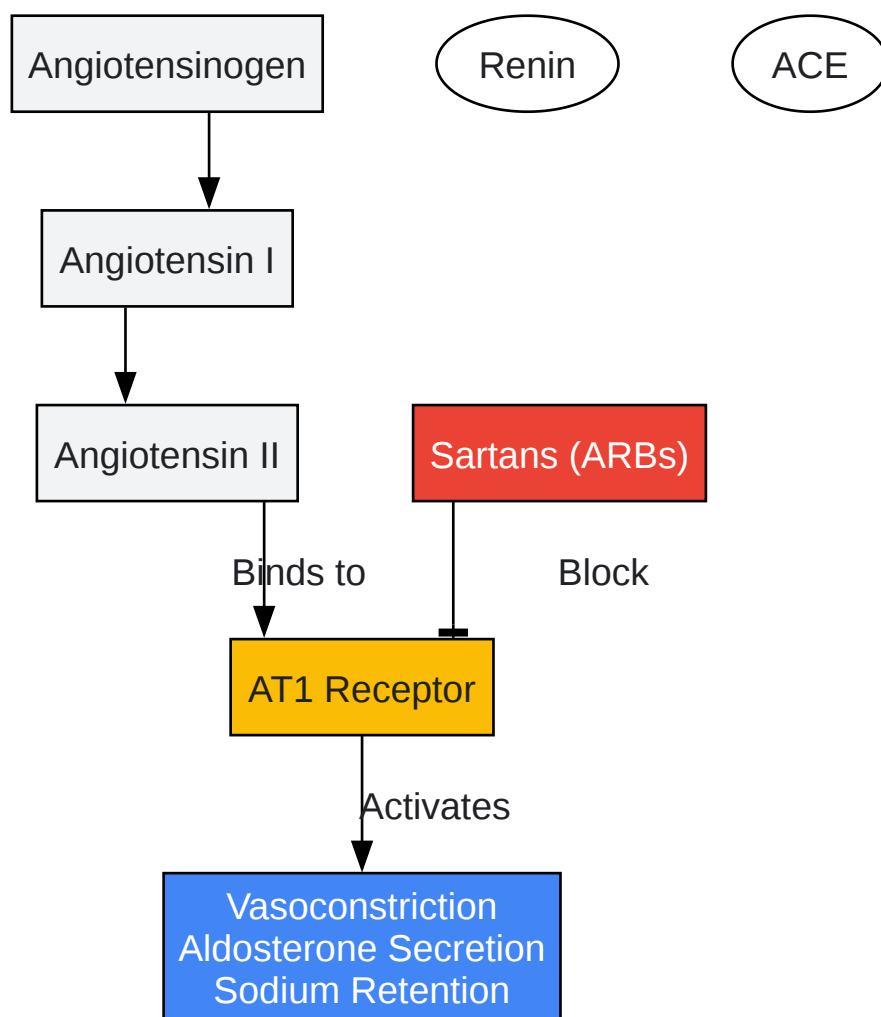 Angiotensinogen
Renin
ACE
Angiotensin I
Angiotensin II
Sartans (ARBs)
Binds to
Block
AT1 Receptor
Activates
Vasoconstriction
Aldosterone Secretion
Sodium Retention